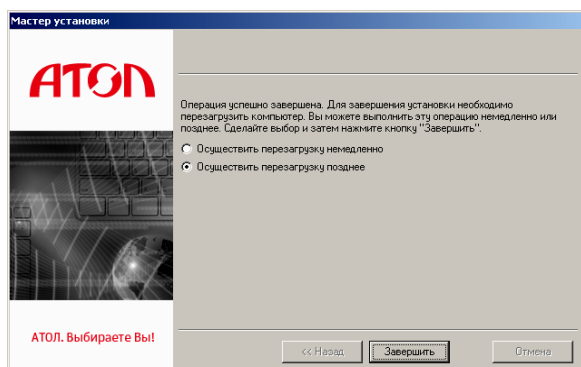 Мастер установки
АТОЛ
Операция успешно завершена. Для завершения установки необходимо
перезагрузить компьютер. Вы можете выполнить эту операцию немедленно или
позднее. Сделайте выбор и затем нажмите кнопку "Завершить".
Осуществить перезагрузку немедленно
Осуществить перезагрузку позднее
АТОЛ. Выбираете Вы!
<< Назад
Завершить
Отмена